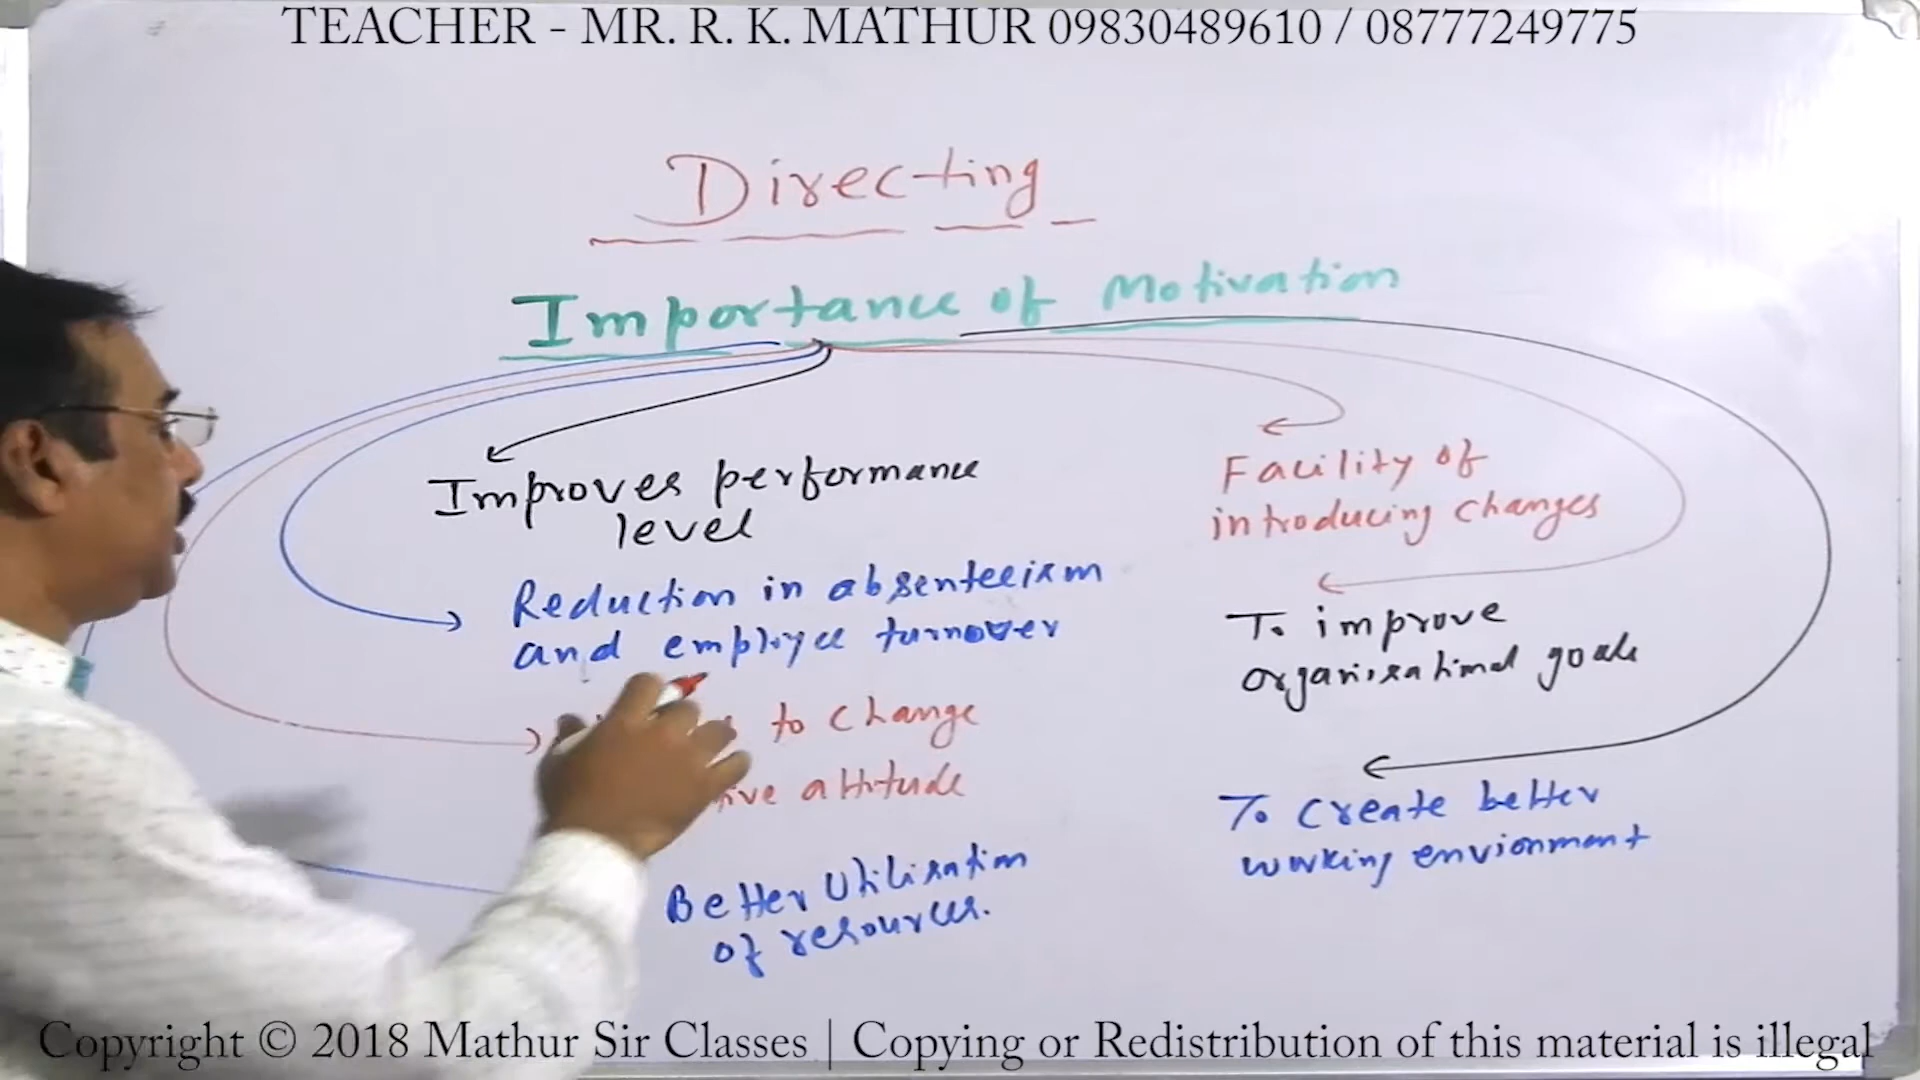 TEACHER - MR. R. K. MATHUR 09830489610 / 08777249775
Directing
Importance of Motivation
Improves performance
level
Reduction in absenteeism
and employee turnover
to change
attitude
Better Utilisation
of resources.
Facility of
introducing changes
To improve
organisational goals
To create better
working envionment
Copyright © 2018 Mathur Sir Classes | Copying or Redistribution of this material is illegal